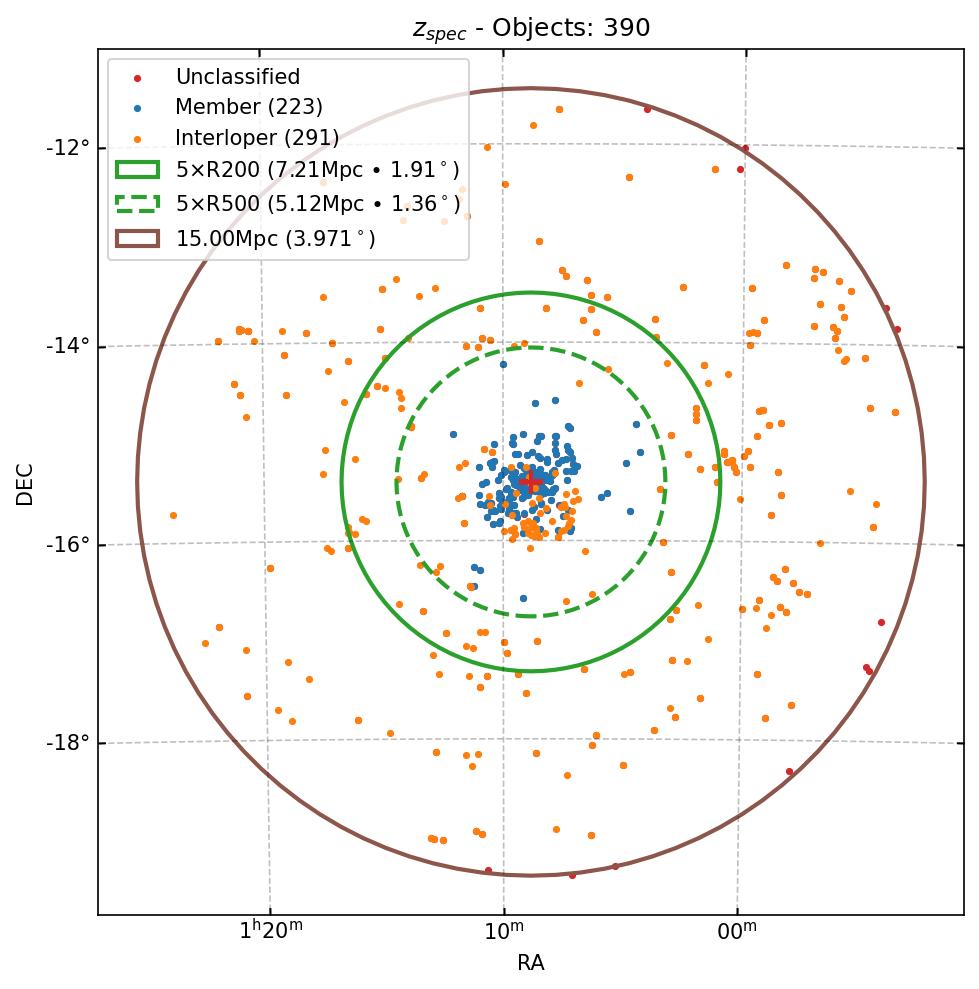 z_spec - Objects: 390
Unclassified
Member (223)
Interloper (291)
5×R200 (7.21Mpc • 1.91°)
5×R500 (5.12Mpc • 1.36°)
15.00Mpc (3.971°)
-12°
-14°
-16°
-18°
DEC
1ʰ20ᵐ
10ᵐ
00ᵐ
RA